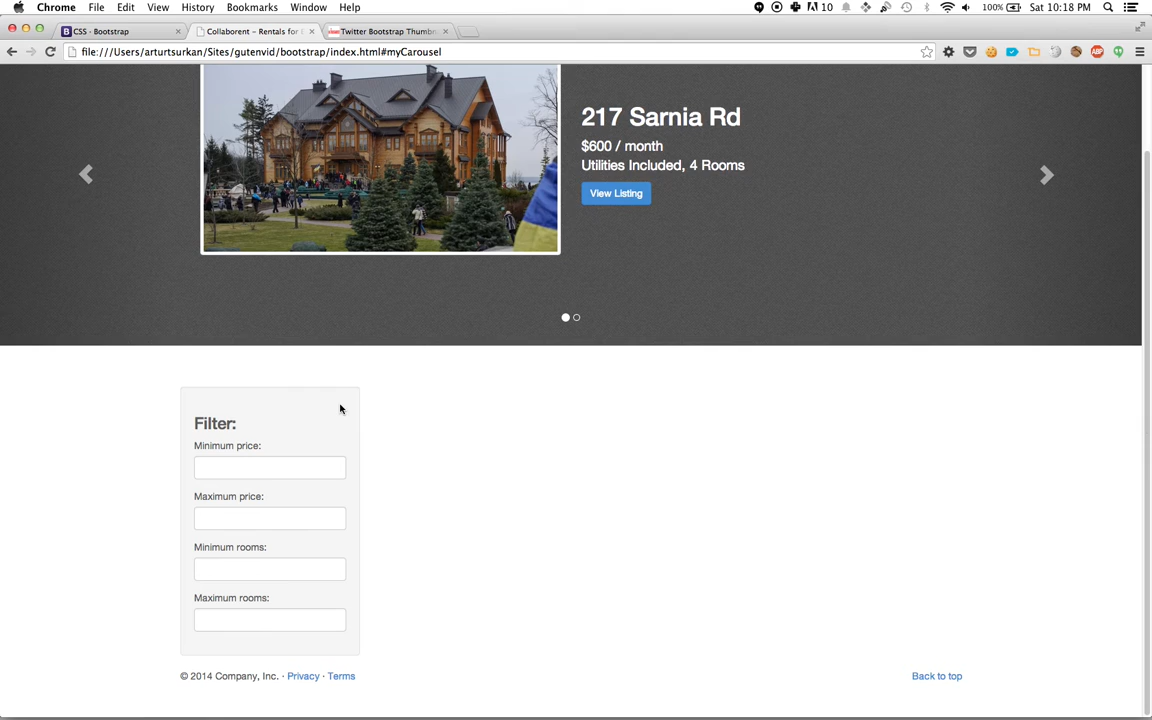 Chrome File Edit View History Bookmarks Window Help 10 100% Sat 10:18 PM
CSS · Bootstrap Collaborent – Rentals for Twitter Bootstrap Thumb
file:///Users/arturtsurkan/Sites/gutenvid/bootstrap/index.html#myCarousel
217 Sarnia Rd
$600 / month
Utilities Included, 4 Rooms
View Listing
Filter:
Minimum price:
Maximum price:
Minimum rooms:
Maximum rooms:
© 2014 Company, Inc. · Privacy · Terms Back to top